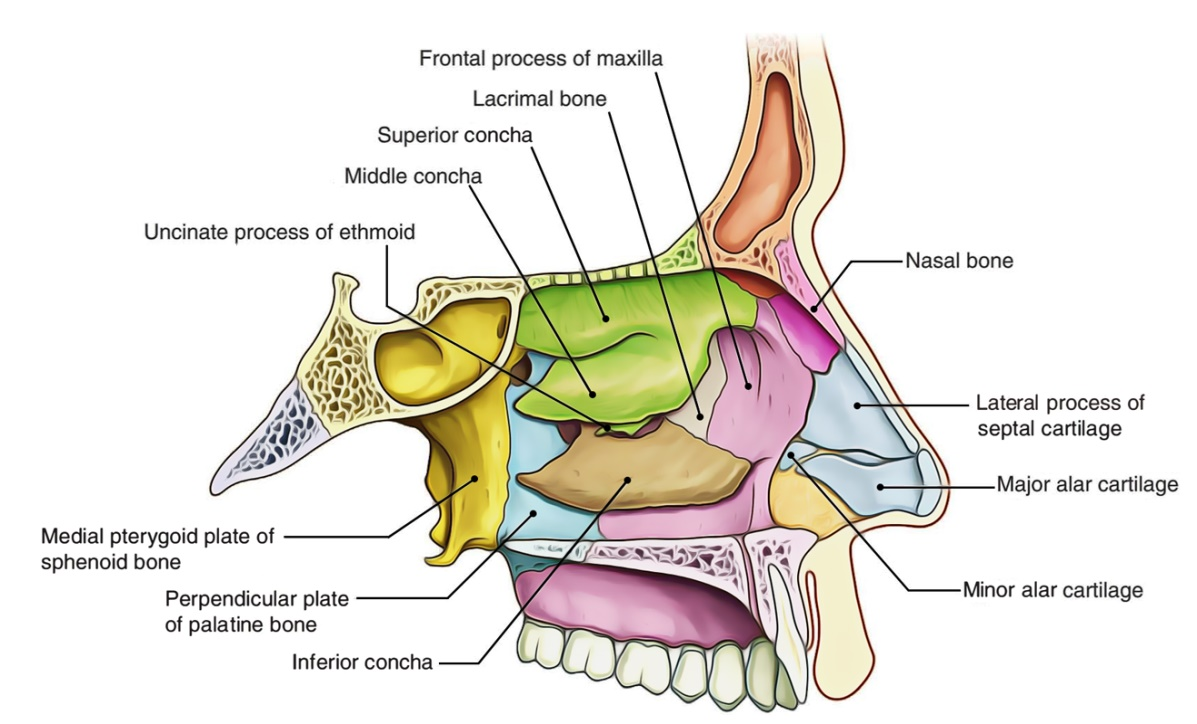 Frontal process of maxilla
Lacrimal bone
Superior concha
Middle concha
Uncinate process of ethmoid
Nasal bone
Lateral process of
septal cartilage
Major alar cartilage
Medial pterygoid plate of
sphenoid bone
Minor alar cartilage
Perpendicular plate
of palatine bone
Inferior concha